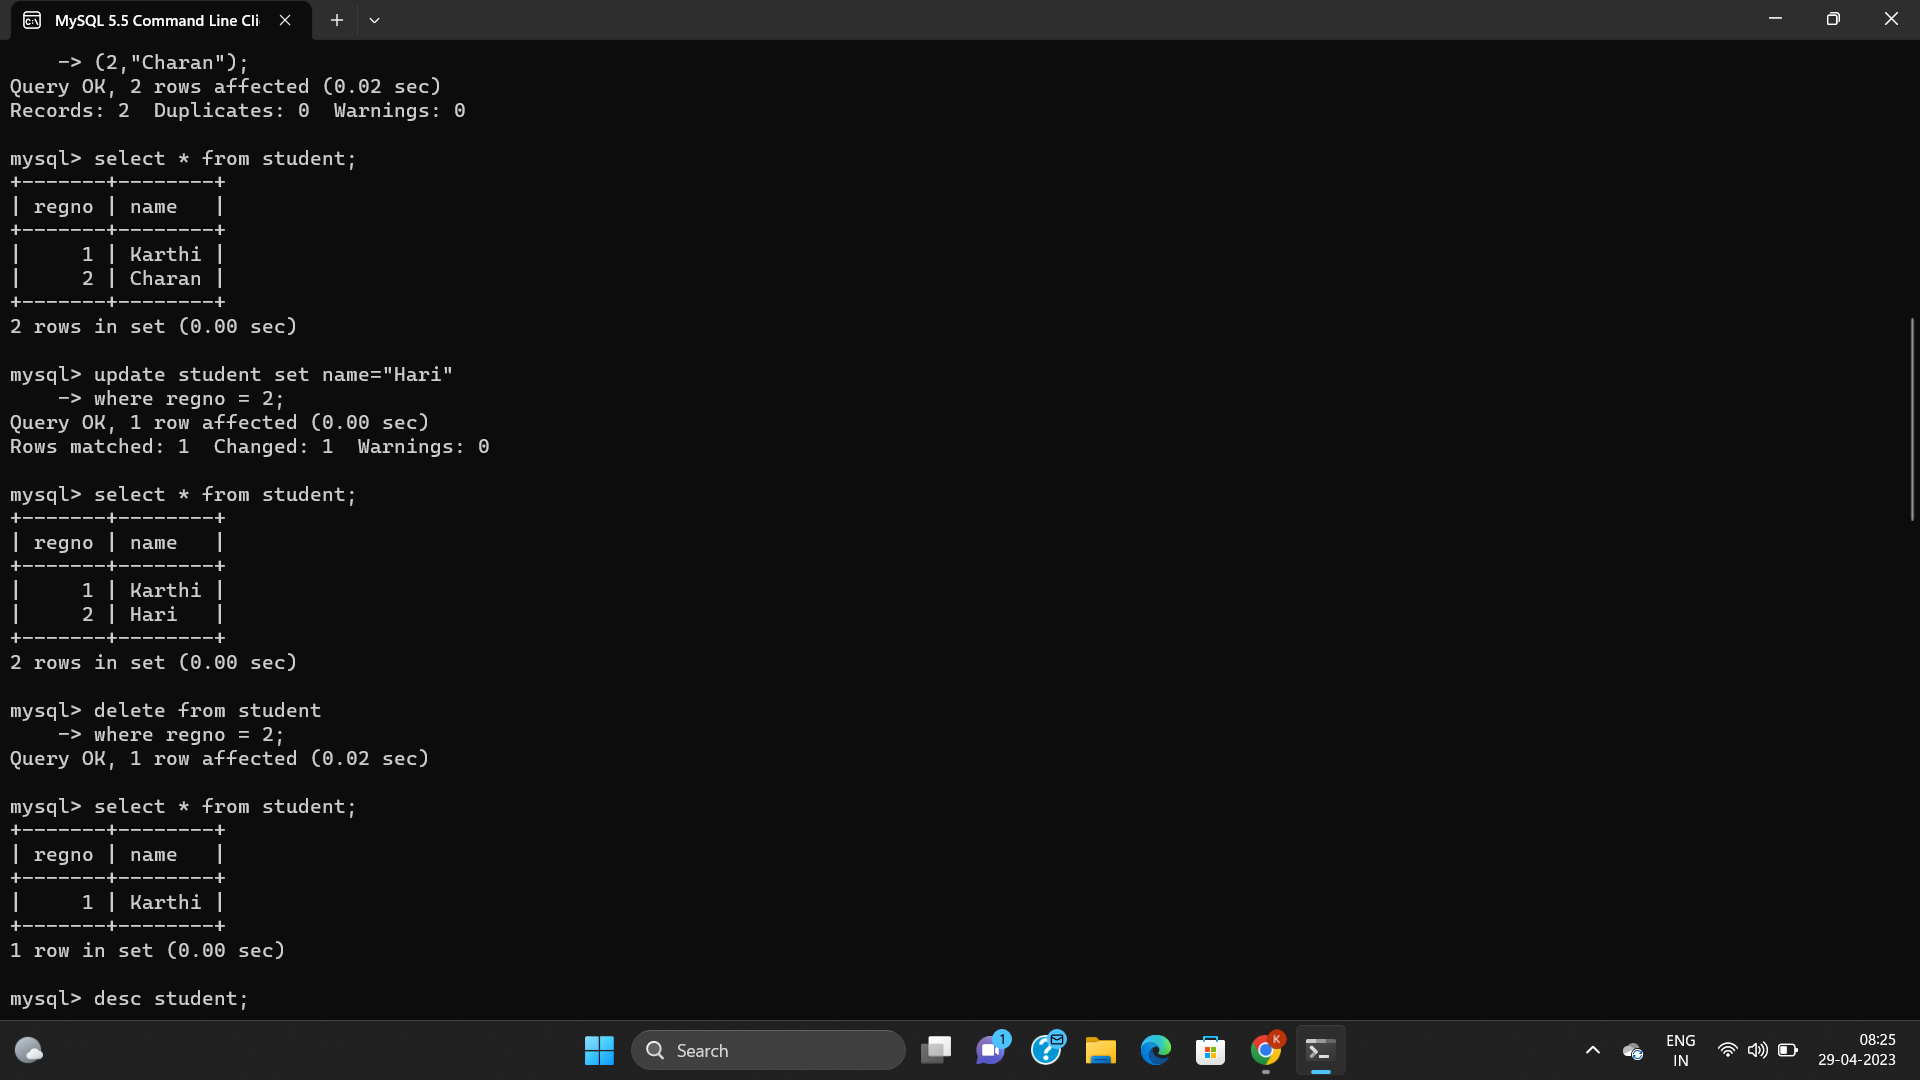 MySQL 5.5 Command Line Cli
-> (2,"Charan");
Query OK, 2 rows affected (0.02 sec)
Records: 2  Duplicates: 0  Warnings: 0
mysql> select * from student;
+-------+--------+
| regno | name   |
+-------+--------+
|     1 | Karthi |
|     2 | Charan |
+-------+--------+
2 rows in set (0.00 sec)
mysql> update student set name="Hari"
    -> where regno = 2;
Query OK, 1 row affected (0.00 sec)
Rows matched: 1  Changed: 1  Warnings: 0
mysql> select * from student;
+-------+--------+
| regno | name   |
+-------+--------+
|     1 | Karthi |
|     2 | Hari   |
+-------+--------+
2 rows in set (0.00 sec)
mysql> delete from student
    -> where regno = 2;
Query OK, 1 row affected (0.02 sec)
mysql> select * from student;
+-------+--------+
| regno | name   |
+-------+--------+
|     1 | Karthi |
+-------+--------+
1 row in set (0.00 sec)
mysql> desc student;
Search
1
K
ENG
IN
08:25
29-04-2023